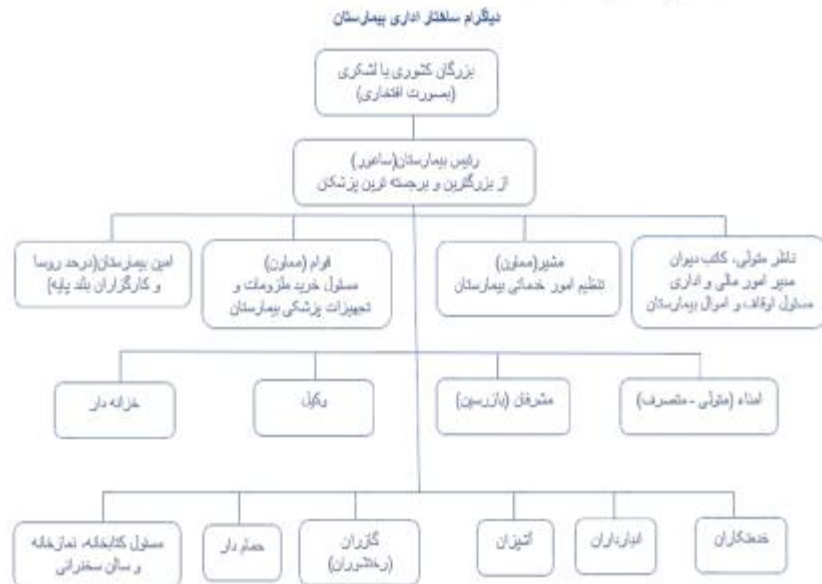 دیاگرام ساختار اداری بیمارستان
بزرگان کشوری یا لشکری
(بصورت افتخاری)
رئیس بیمارستان(ساعور)
از بزرگترین و برجسته ترین پزشکان
ناظر متولی، کاتب دیوان
مدیر امور مالی و اداری
مسئول اوقاف و اموال بیمارستان
مشیر(معاون)
تنظیم امور خدماتی بیمارستان
قوام (معاون)
مسئول خرید ملزومات و
تجهیزات پزشکی بیمارستان
امین بیمارستان(درحد روسا
و کارگزاران بلند پایه)
امناء (متولی - متصرف)
مشرفان (بازرسین)
وکیل
خزانه دار
خدمتکاران
انبارداران
آشپزان
گازران
(رختشوران)
حمام دار
مسئول کتابخانه، نمازخانه
و سالن سخنرانی